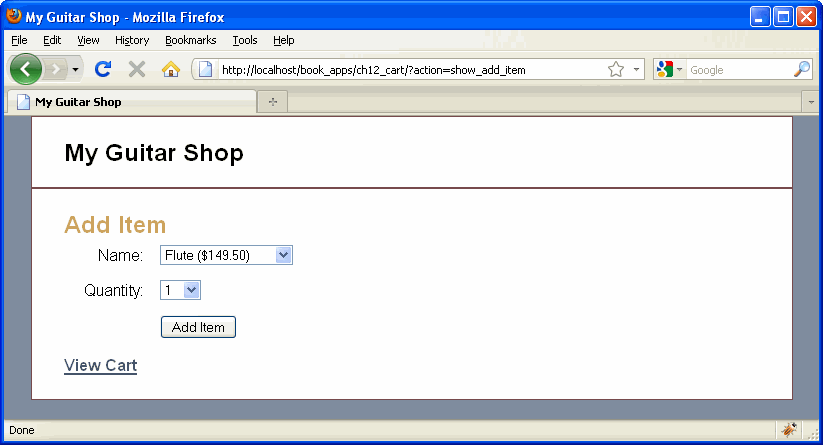 My Guitar Shop - Mozilla Firefox
File Edit View History Bookmarks Tools Help
http://localhost/book_apps/ch12_cart/?action=show_add_item Google
My Guitar Shop
My Guitar Shop
Add Item
Name: Flute ($149.50)
Quantity: 1
Add Item
View Cart
Done